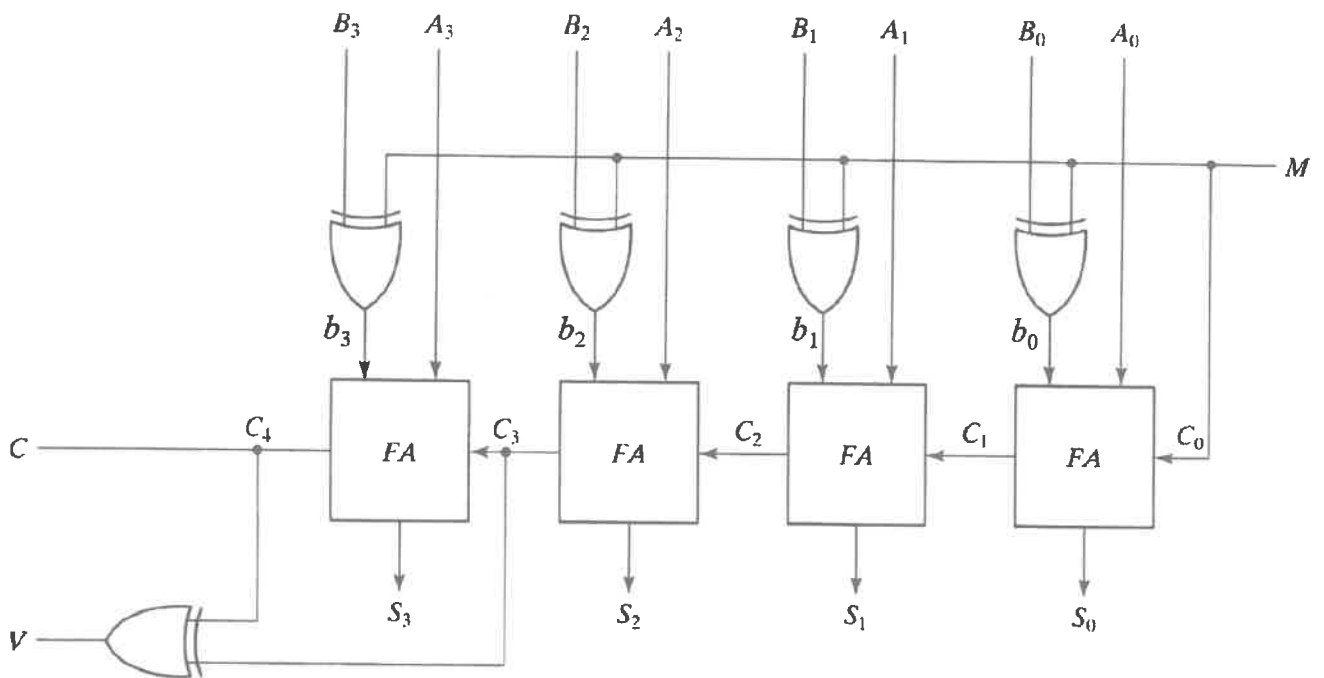 B₃ A₃ B₂ A₂ B₁ A₁ B₀ A₀
M
b₃ b₂ b₁ b₀
C C₄ FA C₃ FA C₂ FA C₁ FA C₀
S₃ S₂ S₁ S₀
V